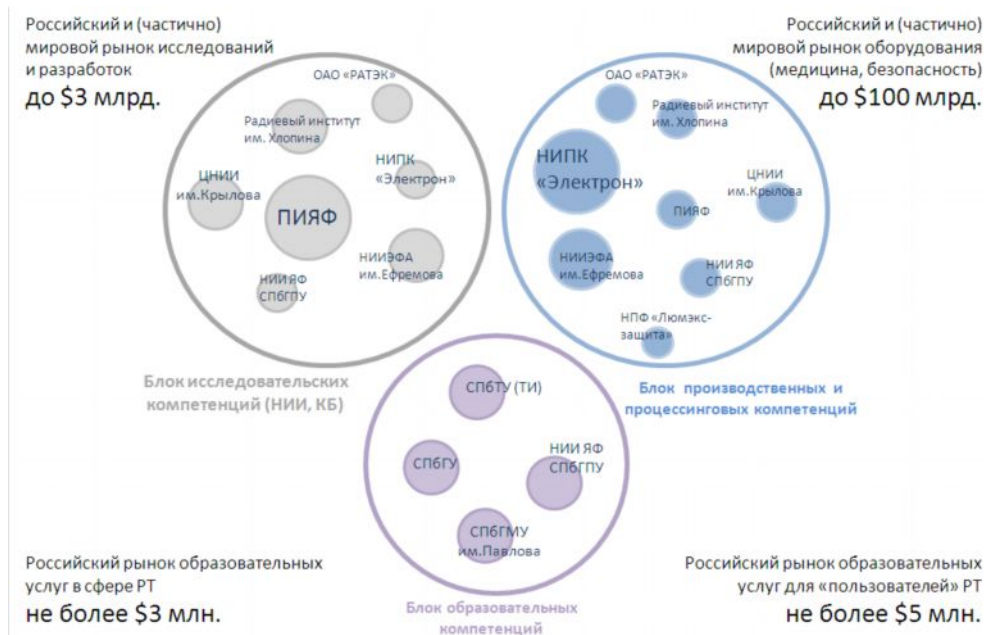 Российский и (частично)
мировой рынок исследований
и разработок
до $3 млрд.
Российский и (частично)
мировой рынок оборудования
(медицина, безопасность)
до $100 млрд.
ОАО «РАТЭК»
Радиевый институт
им. Хлопина
ЦНИИ
им.Крылова
НИПК
«Электрон»
ПИЯФ
НИИЭФА
им.Ефремова
НИИ ЯФ
СПбГПУ
Блок исследовательских
компетенций (НИИ, КБ)
ОАО «РАТЭК»
Радиевый институт
им. Хлопина
НИПК
«Электрон»
ЦНИИ
им.Крылова
ПИЯФ
НИИЭФА
им.Ефремова
НИИ ЯФ
СПбГПУ
НПФ «Люмэкс-
защита»
Блок производственных и
процессинговых компетенций
СПбТУ (ТИ)
СПбГУ
НИИ ЯФ
СПбГПУ
СПбГМУ
им.Павлова
Блок образовательных
компетенций
Российский рынок образовательных
услуг в сфере РТ
не более $3 млн.
Российский рынок образовательных
услуг для «пользователей» РТ
не более $5 млн.